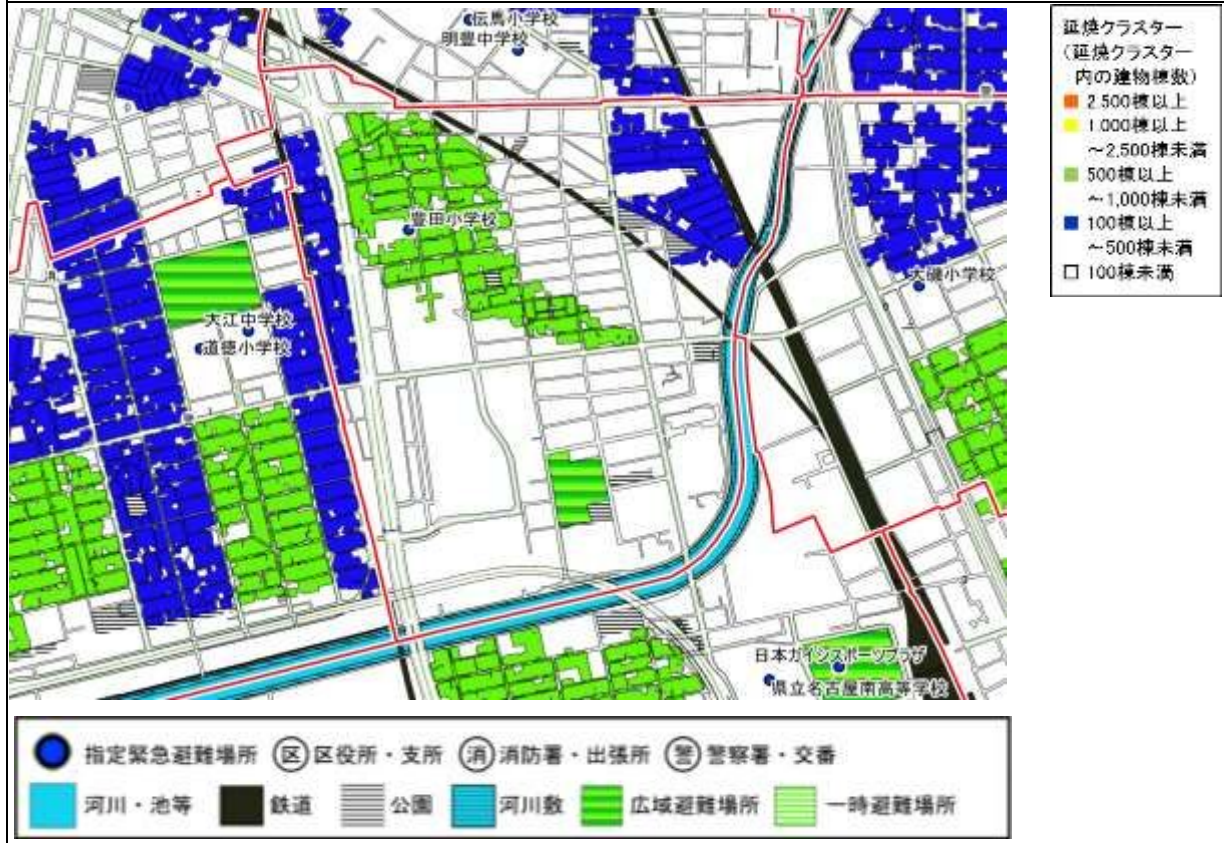 伝馬小学校
明豊中学校
豊田小学校
大磯小学校
大江中学校
道徳小学校
日本ガイシスポーツプラザ
県立名古屋南高等学校
延焼クラスター
(延焼クラスター
内の建物棟数)
2,500棟以上
1,000棟以上
～2,500棟未満
500棟以上
～1,000棟未満
100棟以上
～500棟未満
100棟未満
指定緊急避難場所 区 区役所・支所 消 消防署・出張所 警 警察署・交番
河川・池等 鉄道 公園 河川敷 広域避難場所 一時避難場所